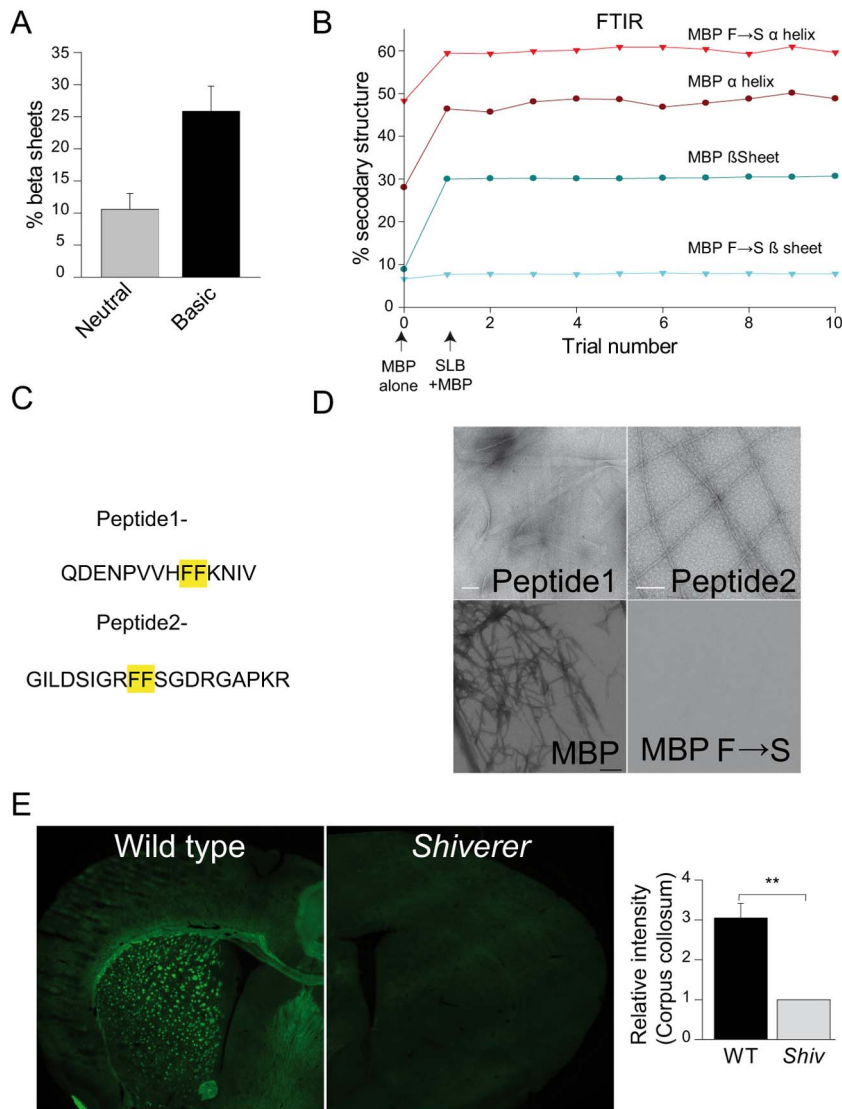 A
% beta sheets
35
30
25
20
15
10
5
0
Neutral
Basic
B
FTIR
% secodary structure
60
50
40
30
20
10
0
MBP F→S α helix
MBP α helix
MBP ßSheet
MBP F→S ß sheet
0 2 4 6 8 10
Trial number
MBP
alone
SLB
+MBP
C
Peptide1-
QDENPVVHFFKNIV
Peptide2-
GILDSIGRFFSGDRGAPKR
D
Peptide1
Peptide2
MBP
MBP F→S
E
Wild type
Shiverer
Relative intensity
(Corpus collosum)
4
3
2
1
0
**
WT
Shiv